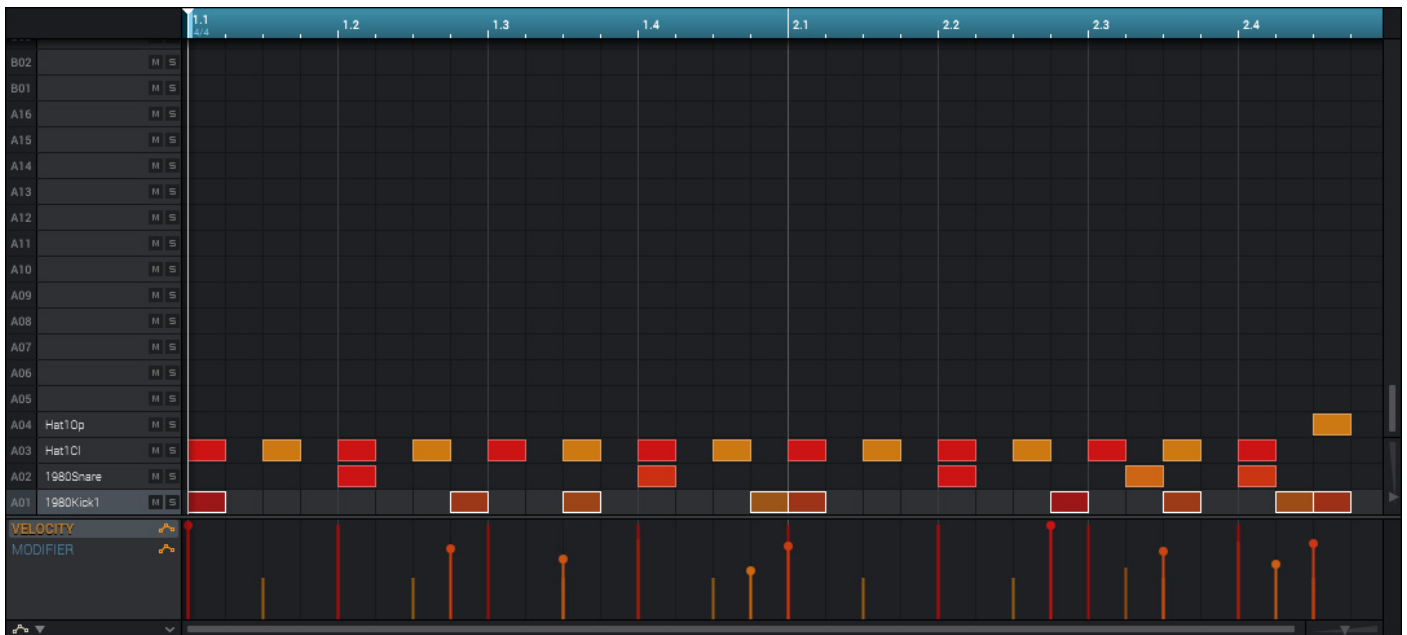 1.1 1.2 1.3 1.4 2.1 2.2 2.3 2.4
4/4
B02 M S
B01 M S
A16 M S
A15 M S
A14 M S
A13 M S
A12 M S
A11 M S
A10 M S
A09 M S
A08 M S
A07 M S
A06 M S
A05 M S
A04 Hat1Op M S
A03 Hat1Cl M S
A02 1980Snare M S
A01 1980Kick1 M S
VELOCITY
MODIFIER